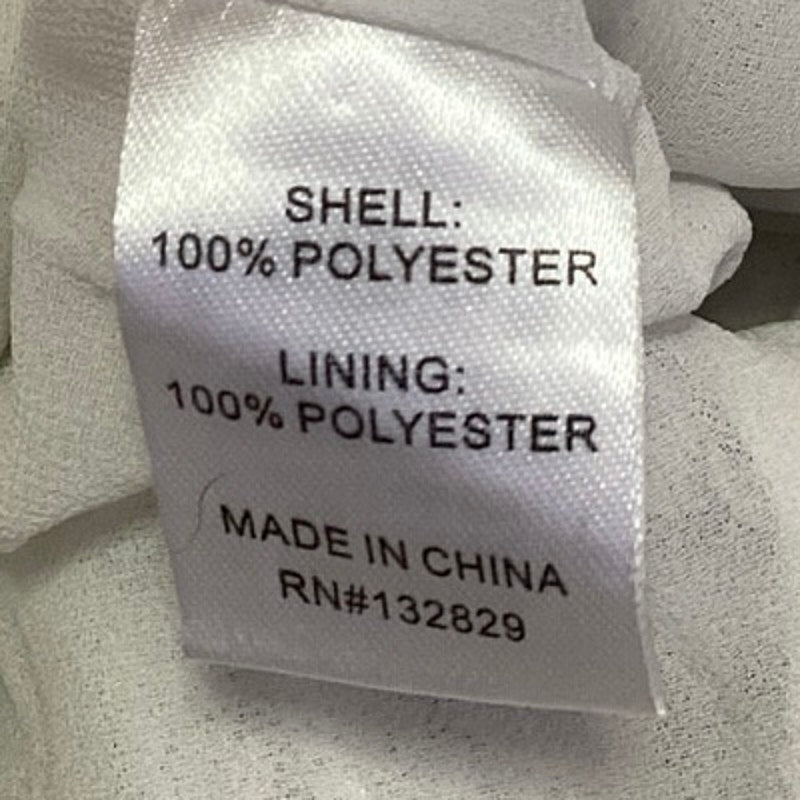 SHELL:
100% POLYESTER
LINING:
100% POLYESTER
MADE IN CHINA
RN#132829